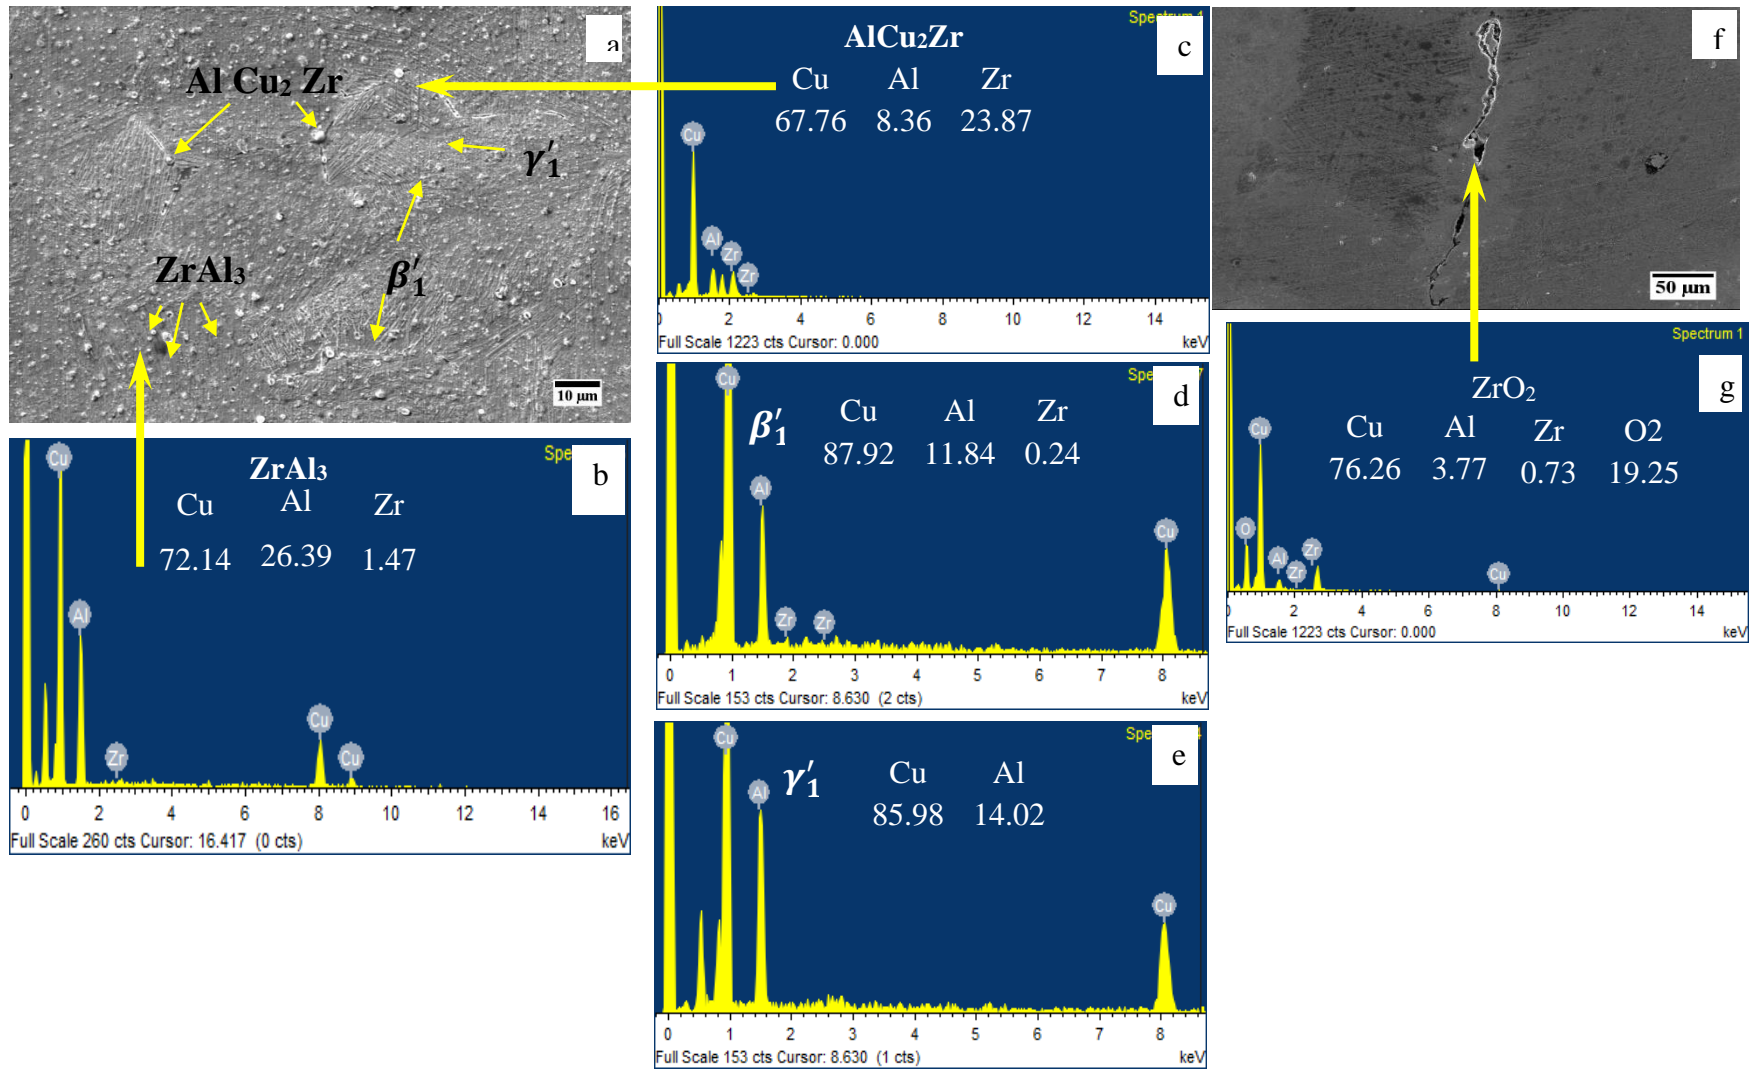 a
Al Cu₂ Zr
γ′₁
β′₁
ZrAl₃
10 μm
b
ZrAl₃
Cu Al Zr
72.14 26.39 1.47
Cu
Al
Zr
Cu
Cu
0 2 4 6 8 10 12 14 16
Full Scale 260 cts Cursor: 16.417 (0 cts) keV
Spectrum 1
c
AlCu₂Zr
Cu Al Zr
67.76 8.36 23.87
Cu
Al
Zr
Zr
0 2 4 6 8 10 12 14
Full Scale 1223 cts Cursor: 0.000 keV
d
β′₁
Cu Al Zr
87.92 11.84 0.24
Cu
Al
Zr
Zr
Cu
0 1 2 3 4 5 6 7 8
Full Scale 153 cts Cursor: 8.630 (2 cts) keV
e
γ′₁
Cu Al
85.98 14.02
Cu
Al
Cu
0 1 2 3 4 5 6 7 8
Full Scale 153 cts Cursor: 8.630 (1 cts) keV
f
50 μm
Spectrum 1
g
ZrO₂
Cu Al Zr O2
76.26 3.77 0.73 19.25
Cu
O
Al
Zr
Zr
Cu
0 2 4 6 8 10 12 14
Full Scale 1223 cts Cursor: 0.000 keV